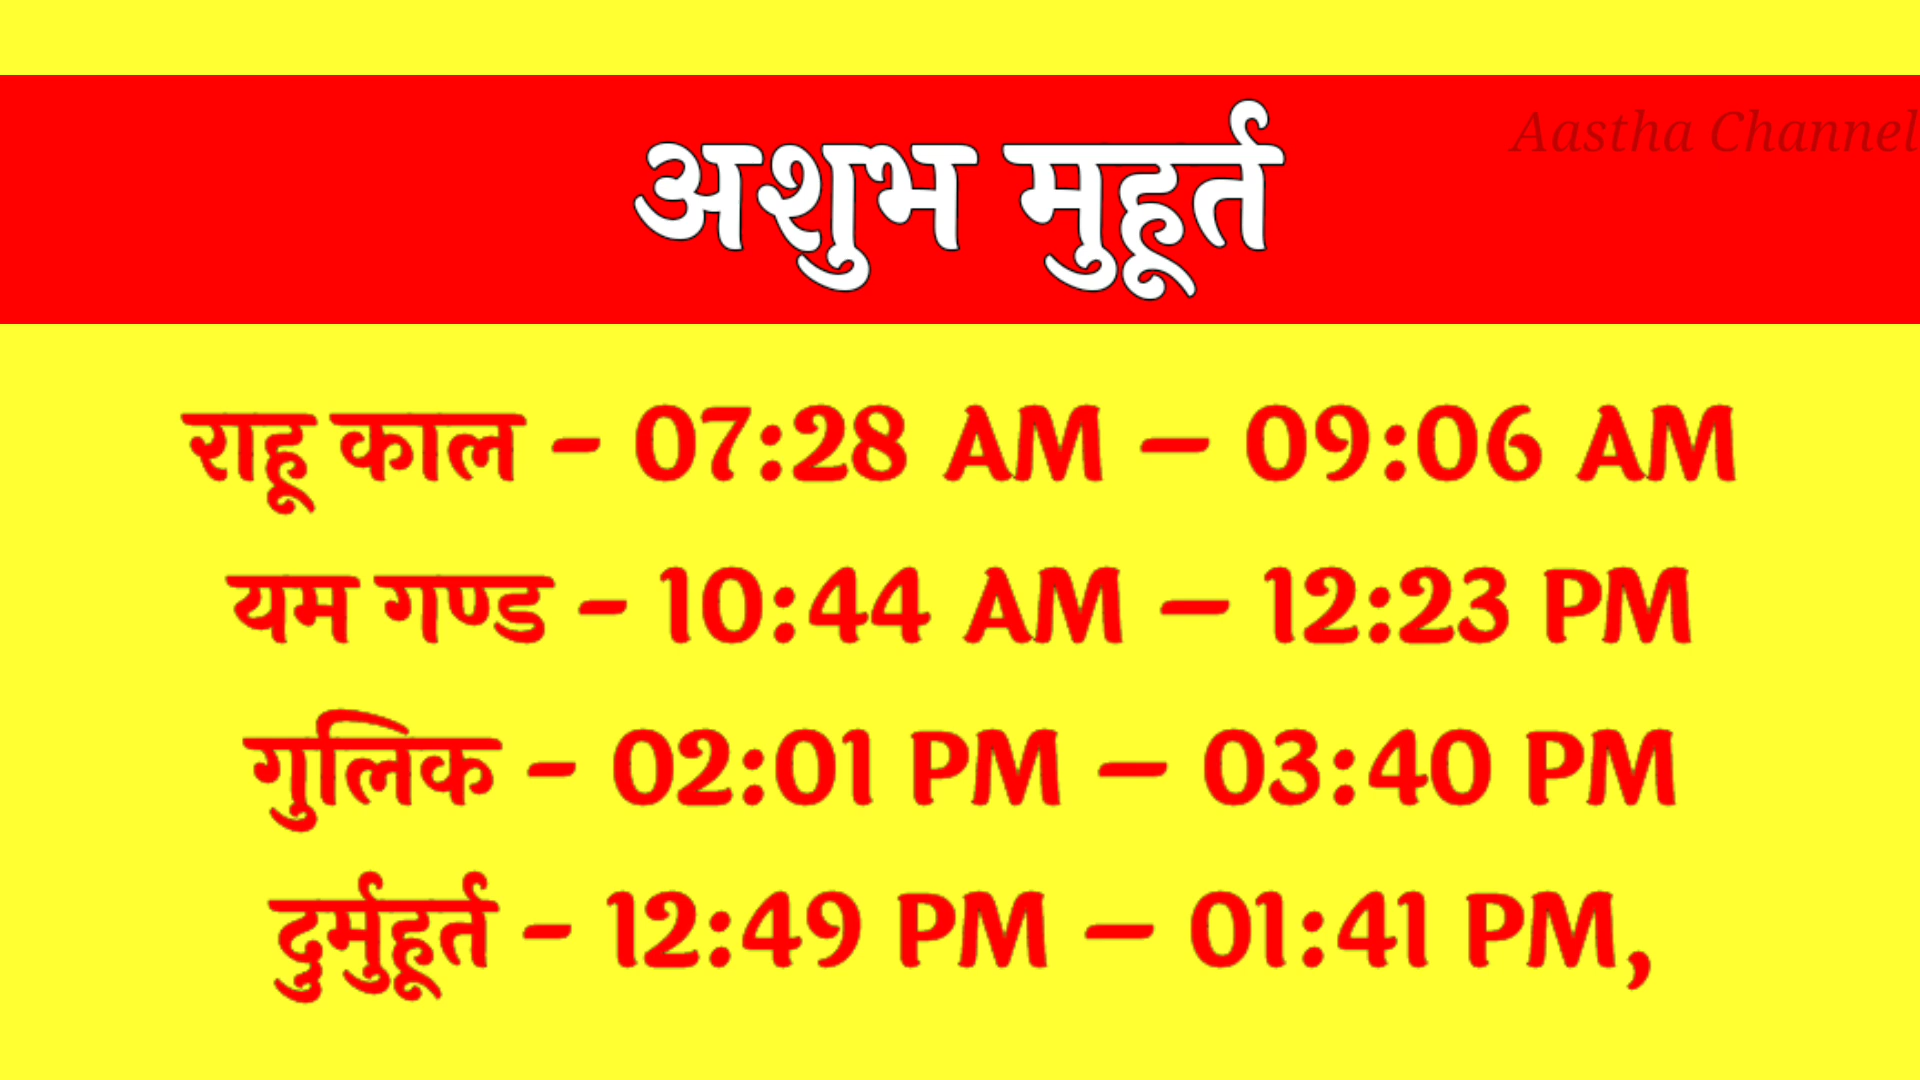 Aastha Channel
अशुभ मुहूर्त
राहू काल - 07:28 AM – 09:06 AM
यम गण्ड - 10:44 AM – 12:23 PM
गुलिक - 02:01 PM – 03:40 PM
दुर्मुहूर्त - 12:49 PM – 01:41 PM,